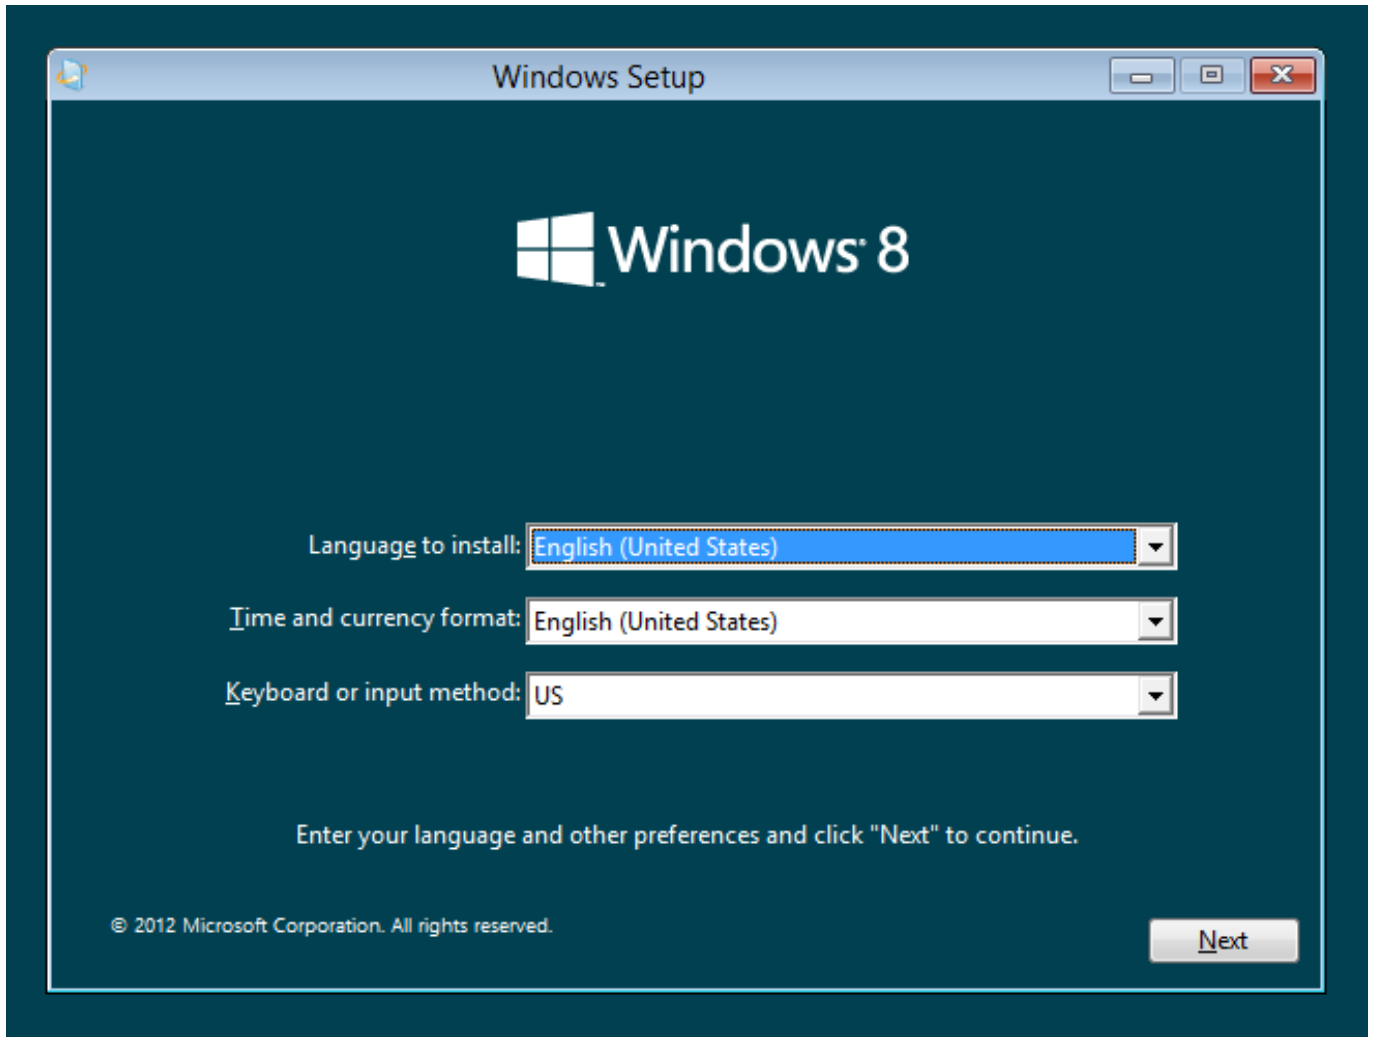 Windows Setup
Windows® 8
Language to install: English (United States)
Time and currency format: English (United States)
Keyboard or input method: US
Enter your language and other preferences and click "Next" to continue.
© 2012 Microsoft Corporation. All rights reserved.
Next